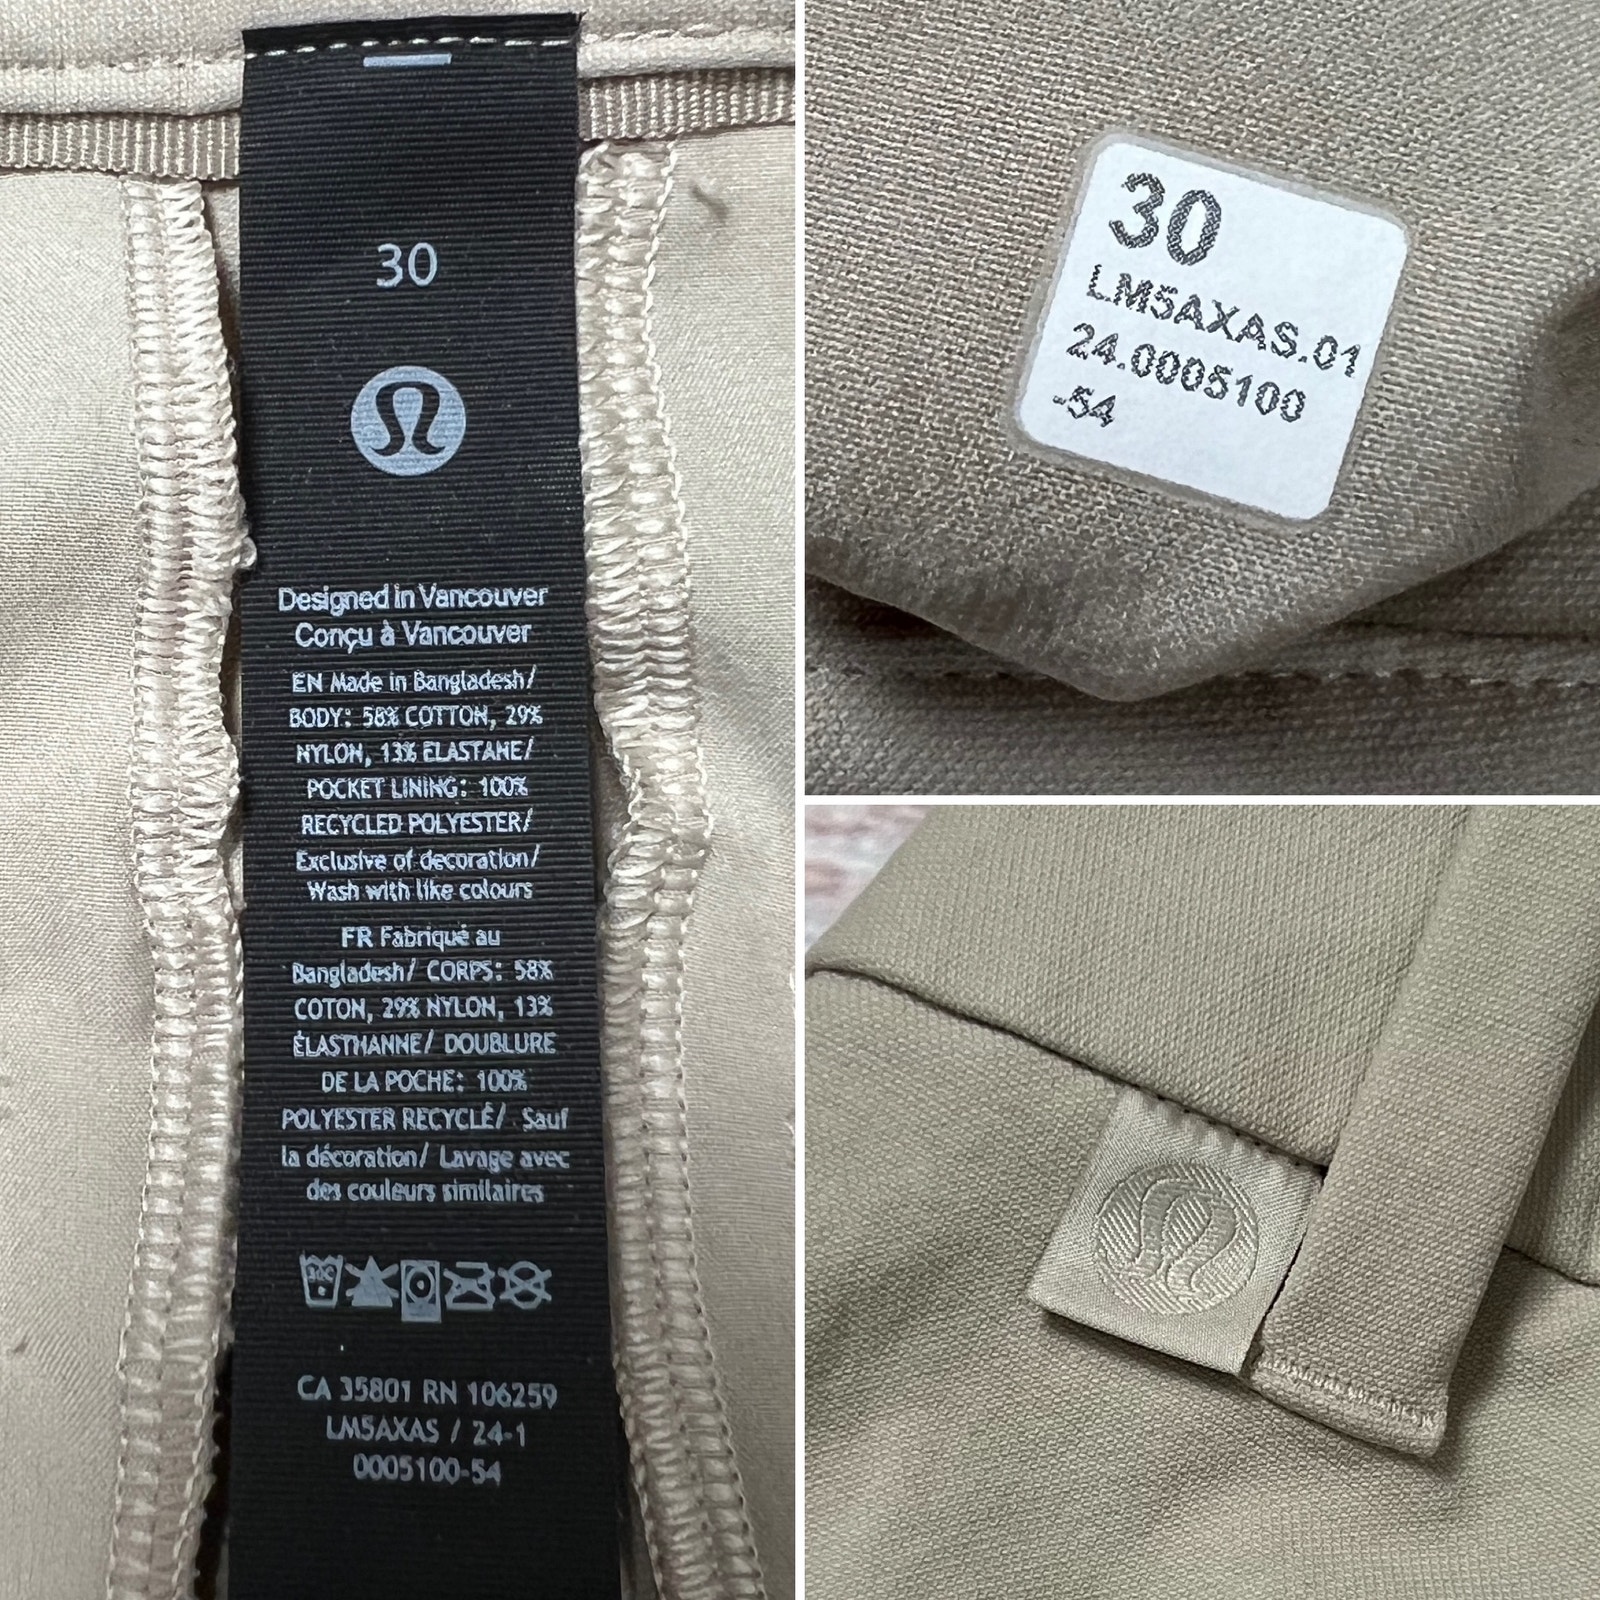 30
Designed in Vancouver
Conçu à Vancouver
EN Made in Bangladesh/
BODY: 58% COTTON, 29%
NYLON, 13% ELASTANE/
POCKET LINING: 100%
RECYCLED POLYESTER/
Exclusive of decoration/
Wash with like colours
FR Fabriqué au
Bangladesh/ CORPS: 58%
COTON, 29% NYLON, 13%
ÉLASTHANNE/ DOUBLURE
DE LA POCHE: 100%
POLYESTER RECYCLÉ/ Sauf
la décoration/ Lavage avec
des couleurs similaires
30C
CA 35801 RN 106259
LM5AXAS / 24-1
0005100-54
30
LM5AXAS.01
24.0005100
-54